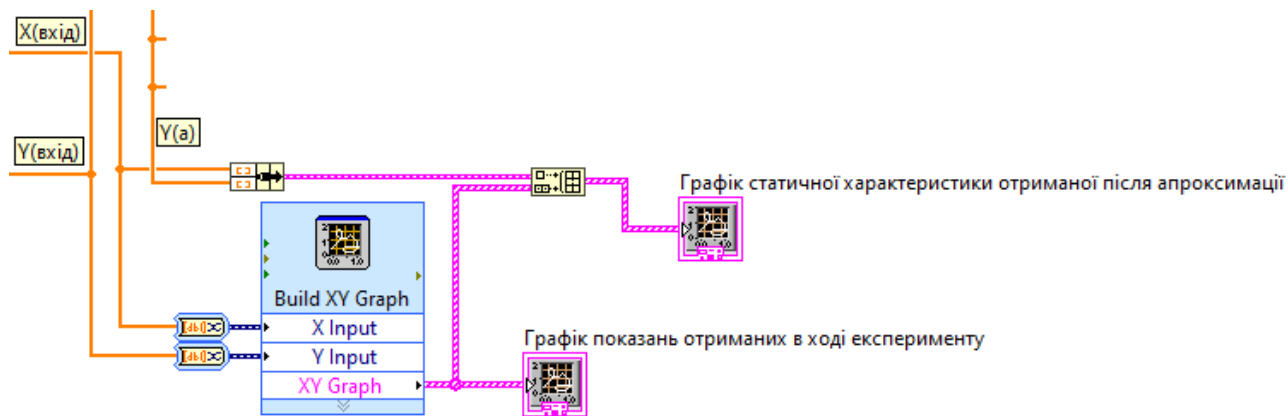 X(вхід)
Y(a)
Y(вхід)
Графік статичної характеристики отриманої після апроксимації
Build XY Graph
X Input
Y Input
XY Graph
Графік показань отриманих в ході експерименту